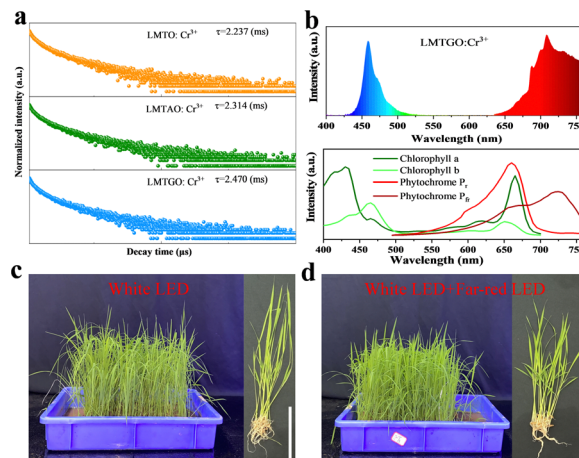 a
LMTO: Cr³⁺ τ=2.237 (ms)
LMTAO: Cr³⁺ τ=2.314 (ms)
LMTGO: Cr³⁺ τ=2.470 (ms)
Normalized intensity (a.u.)
Decay time (μs)
b
LMTGO:Cr³⁺
Intensity (a.u.)
400 450 500 550 600 650 700 750
Wavelength (nm)
Chlorophyll a
Chlorophyll b
Phytochrome Pr
Phytochrome Pfr
Intensity (a.u.)
400 450 500 550 600 650 700 750
Wavelength (nm)
c
White LED
d
White LED+Far-red LED